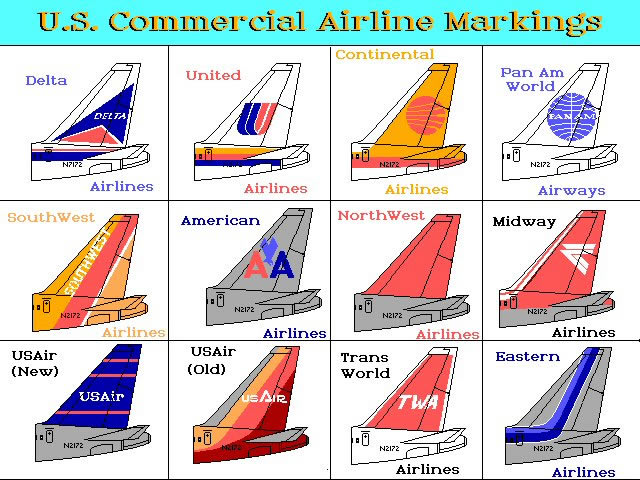 U.S. Commercial Airline Markings
Delta
DELTA
N7172
Airlines
United
N2172
Airlines
Continental
N2172
Airlines
Pan Am
World
PAN AM
N2172
Airways
SouthWest
SOUTHWEST
N2172
Airlines
American
AA
N2172
Airlines
NorthWest
N2172
Airlines
Midway
N2172
Airlines
USAir
(New)
USAir
N2172
USAir
(Old)
USAir
N2172
Trans
World
TWA
N2172
Airlines
Eastern
N2172
Airlines